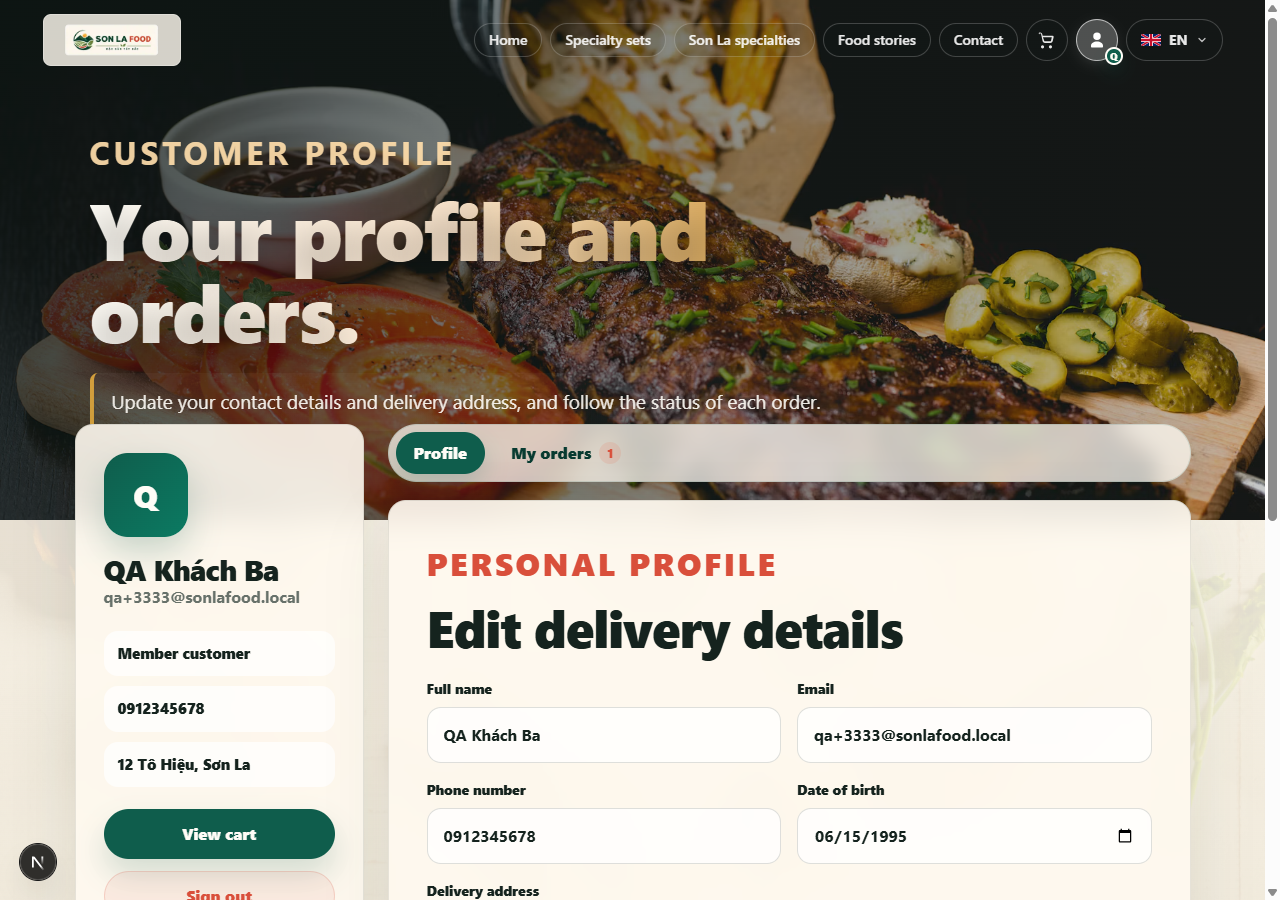 SON LA FOOD
Home
Specialty sets
Son La specialties
Food stories
Contact
Q
EN
CUSTOMER PROFILE
Your profile and
orders.
Update your contact details and delivery address, and follow the status of each order.
Q
QA Khách Ba
qa+3333@sonlafood.local
Member customer
0912345678
12 Tô Hiệu, Sơn La
View cart
Sign out
Profile
My orders 1
PERSONAL PROFILE
Edit delivery details
Full name
QA Khách Ba
Email
qa+3333@sonlafood.local
Phone number
0912345678
Date of birth
06/15/1995
Delivery address
N